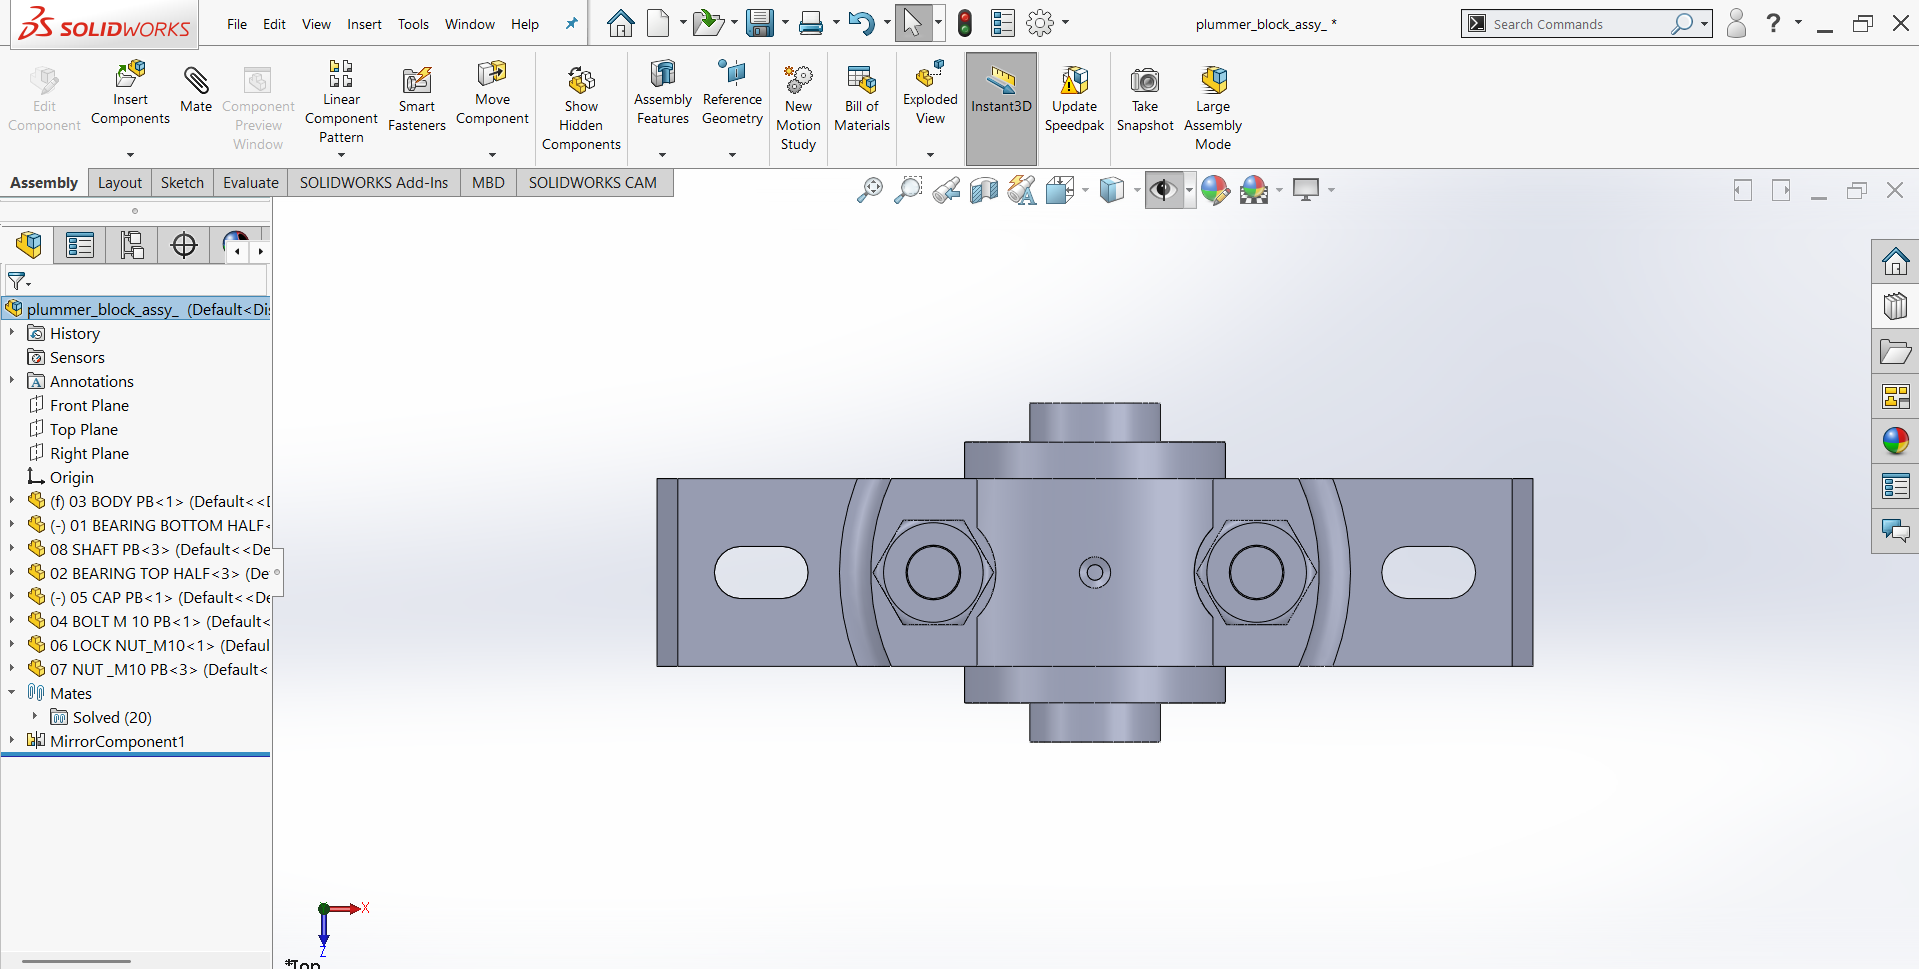 SOLIDWORKS
File Edit View Insert Tools Window Help
plummer_block_assy_ *
Search Commands
?
Edit Component
Insert Components
Mate
Component Preview Window
Linear Component Pattern
Smart Fasteners
Move Component
Show Hidden Components
Assembly Features
Reference Geometry
New Motion Study
Bill of Materials
Exploded View
Instant3D
Update Speedpak
Take Snapshot
Large Assembly Mode
Assembly Layout Sketch Evaluate SOLIDWORKS Add-Ins MBD SOLIDWORKS CAM
plummer_block_assy_ (Default<Di
History
Sensors
Annotations
Front Plane
Top Plane
Right Plane
Origin
(f) 03 BODY PB<1> (Default<<
(-) 01 BEARING BOTTOM HALF<
08 SHAFT PB<3> (Default<<De
02 BEARING TOP HALF<3> (De
(-) 05 CAP PB<1> (Default<<De
04 BOLT M 10 PB<1> (Default<
06 LOCK NUT_M10<1> (Defaul
07 NUT _M10 PB<3> (Default<
Mates
Solved (20)
MirrorComponent1
X
Z
*Top